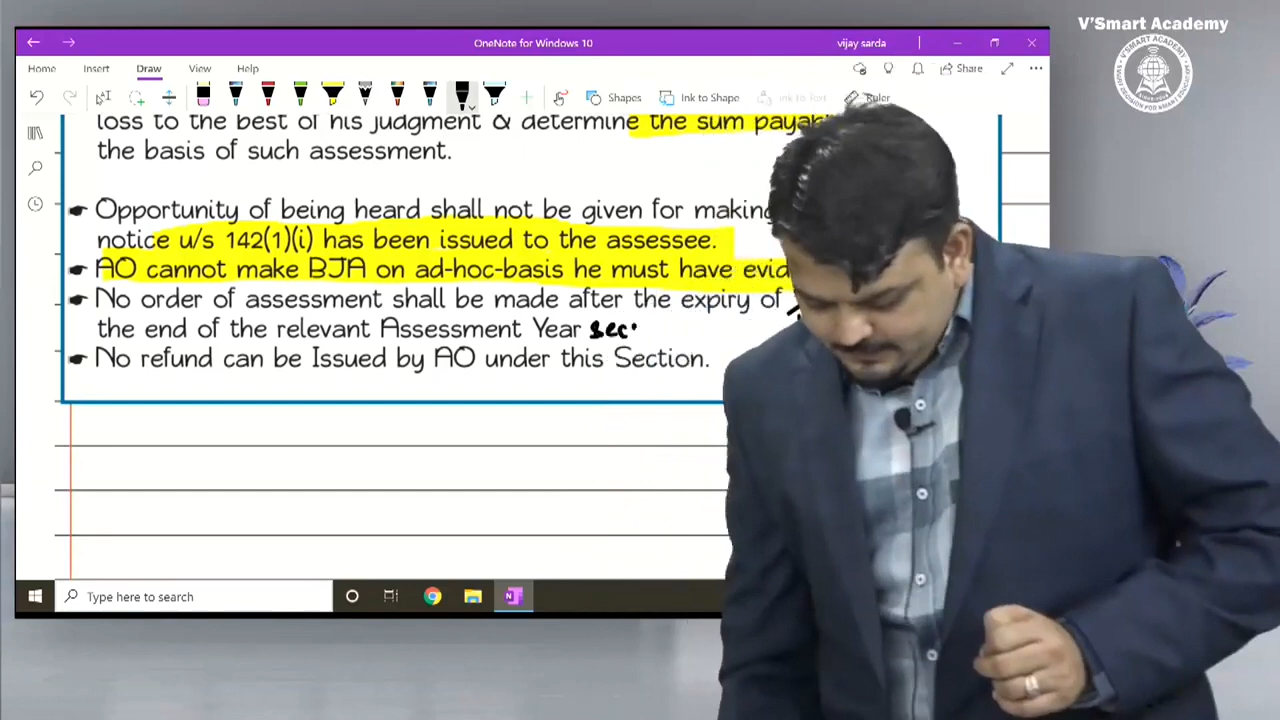 V'Smart Academy
OneNote for Windows 10
vijay sarda
Home Insert Draw View Help
Share
Shapes Ink to Shape Ink to Text Ruler
loss to the best of his judgment & determine the sum
the basis of such assessment.
☛ Opportunity of being heard shall not be given for making
notice u/s 142(1)(i) has been issued to the assessee.
☛ AO cannot make BJA on ad-hoc-basis he must have
☛ No order of assessment shall be made after the expiry of
the end of the relevant Assessment Year sec.
☛ No refund can be Issued by AO under this Section.
Type here to search